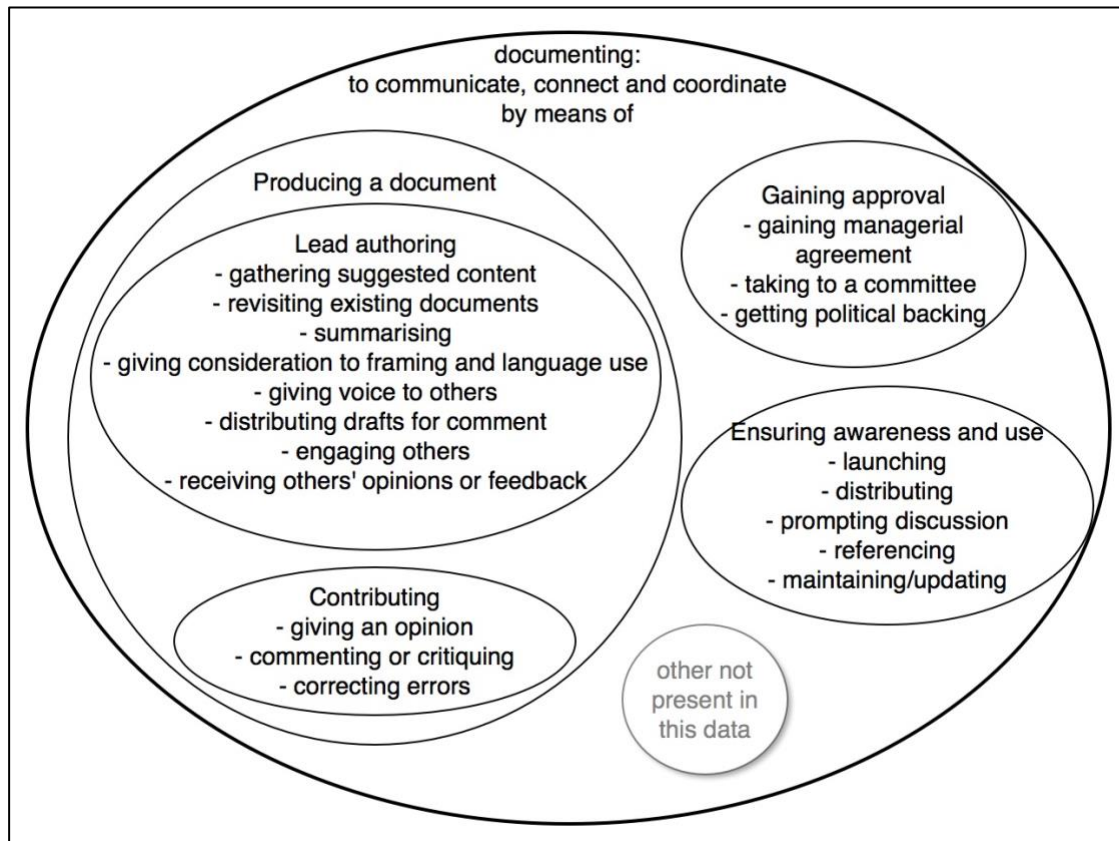 documenting:
to communicate, connect and coordinate
by means of
Producing a document
Lead authoring
- gathering suggested content
- revisiting existing documents
- summarising
- giving consideration to framing and language use
- giving voice to others
- distributing drafts for comment
- engaging others
- receiving others' opinions or feedback
Contributing
- giving an opinion
- commenting or critiquing
- correcting errors
Gaining approval
- gaining managerial
agreement
- taking to a committee
- getting political backing
Ensuring awareness and use
- launching
- distributing
- prompting discussion
- referencing
- maintaining/updating
other not
present in
this data